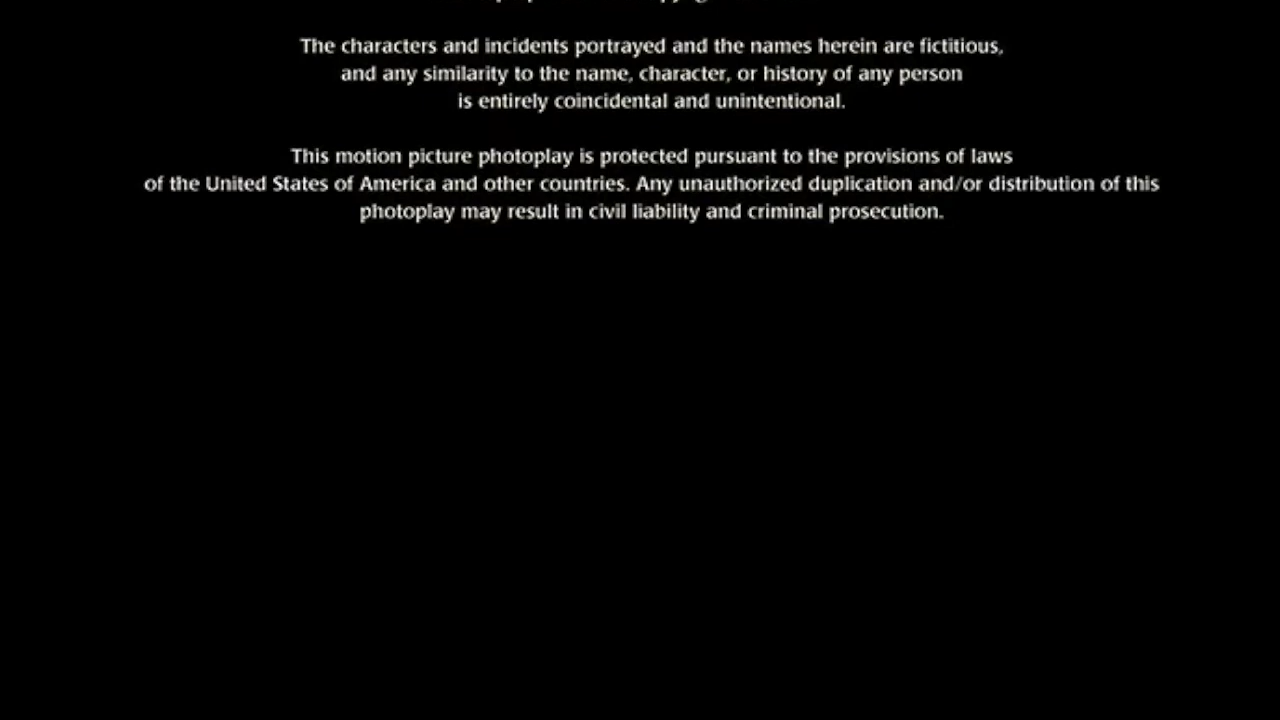 The characters and incidents portrayed and the names herein are fictitious,
and any similarity to the name, character, or history of any person
is entirely coincidental and unintentional.
This motion picture photoplay is protected pursuant to the provisions of laws
of the United States of America and other countries. Any unauthorized duplication and/or distribution of this
photoplay may result in civil liability and criminal prosecution.